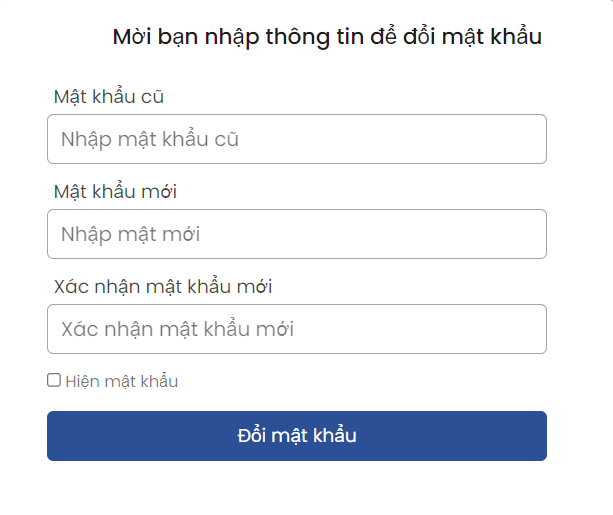 Mời bạn nhập thông tin để đổi mật khẩu
Mật khẩu cũ
Nhập mật khẩu cũ
Mật khẩu mới
Nhập mật mới
Xác nhận mật khẩu mới
Xác nhận mật khẩu mới
Hiện mật khẩu
Đổi mật khẩu